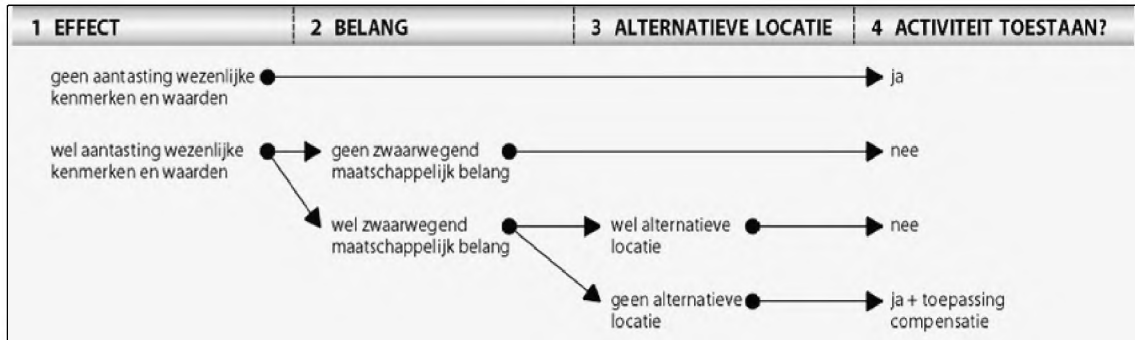 1 EFFECT
2 BELANG
3 ALTERNATIEVE LOCATIE
4 ACTIVITEIT TOESTAAN?
geen aantasting wezenlijke
kenmerken en waarden
ja
wel aantasting wezenlijke
kenmerken en waarden
geen zwaarwegend
maatschappelijk belang
nee
wel zwaarwegend
maatschappelijk belang
wel alternatieve
locatie
nee
geen alternatieve
locatie
ja + toepassing
compensatie